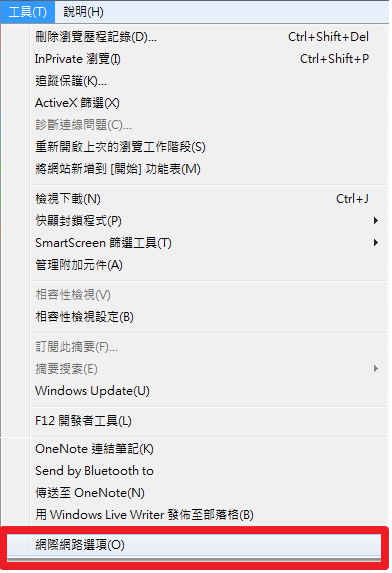 工具(T) 說明(H)
刪除瀏覽歷程記錄(D)... Ctrl+Shift+Del
InPrivate 瀏覽(I) Ctrl+Shift+P
追蹤保護(K)...
ActiveX 篩選(X)
診斷連線問題(C)...
重新開啟上次的瀏覽工作階段(S)
將網站新增到 [開始] 功能表(M)
檢視下載(N) Ctrl+J
快顯封鎖程式(P)
SmartScreen 篩選工具(T)
管理附加元件(A)
相容性檢視(V)
相容性檢視設定(B)
訂閱此摘要(F)...
摘要搜索(E)
Windows Update(U)
F12 開發者工具(L)
OneNote 連結筆記(K)
Send by Bluetooth to
傳送至 OneNote(N)
用 Windows Live Writer 發佈至部落格(B)
網際網路選項(O)